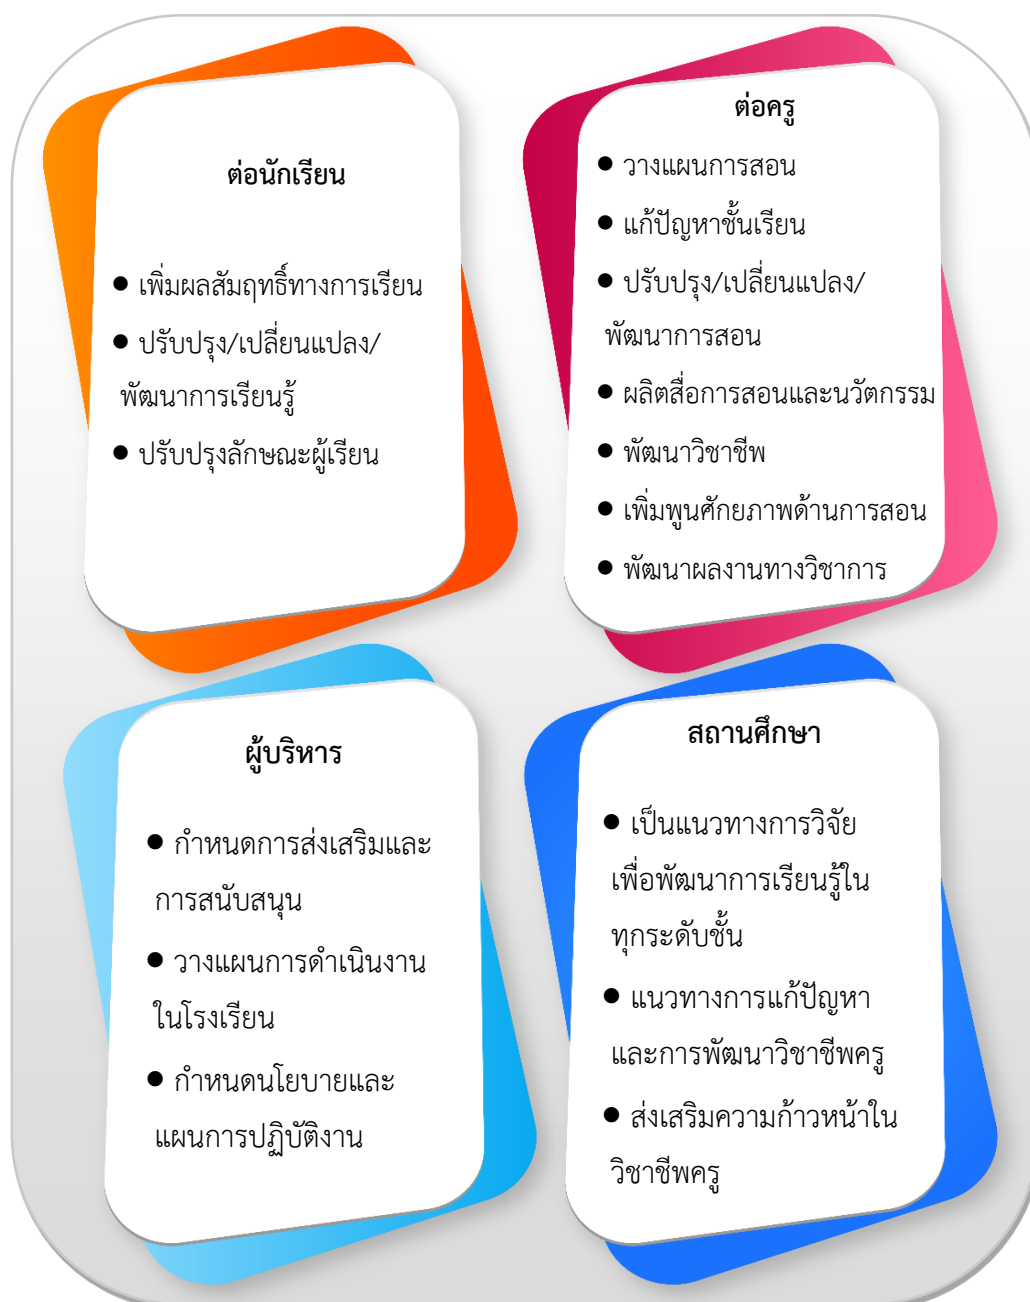 ต่อนักเรียน
● เพิ่มผลสัมฤทธิ์ทางการเรียน
● ปรับปรุง/เปลี่ยนแปลง/
พัฒนาการเรียนรู้
● ปรับปรุงลักษณะผู้เรียน
ต่อครู
● วางแผนการสอน
● แก้ปัญหาชั้นเรียน
● ปรับปรุง/เปลี่ยนแปลง/
พัฒนาการสอน
● ผลิตสื่อการสอนและนวัตกรรม
● พัฒนาวิชาชีพ
● เพิ่มพูนศักยภาพด้านการสอน
● พัฒนาผลงานทางวิชาการ
ผู้บริหาร
● กำหนดการส่งเสริมและ
การสนับสนุน
● วางแผนการดำเนินงาน
ในโรงเรียน
● กำหนดนโยบายและ
แผนการปฏิบัติงาน
สถานศึกษา
● เป็นแนวทางการวิจัย
เพื่อพัฒนาการเรียนรู้ใน
ทุกระดับชั้น
● แนวทางการแก้ปัญหา
และการพัฒนาวิชาชีพครู
● ส่งเสริมความก้าวหน้าใน
วิชาชีพครู